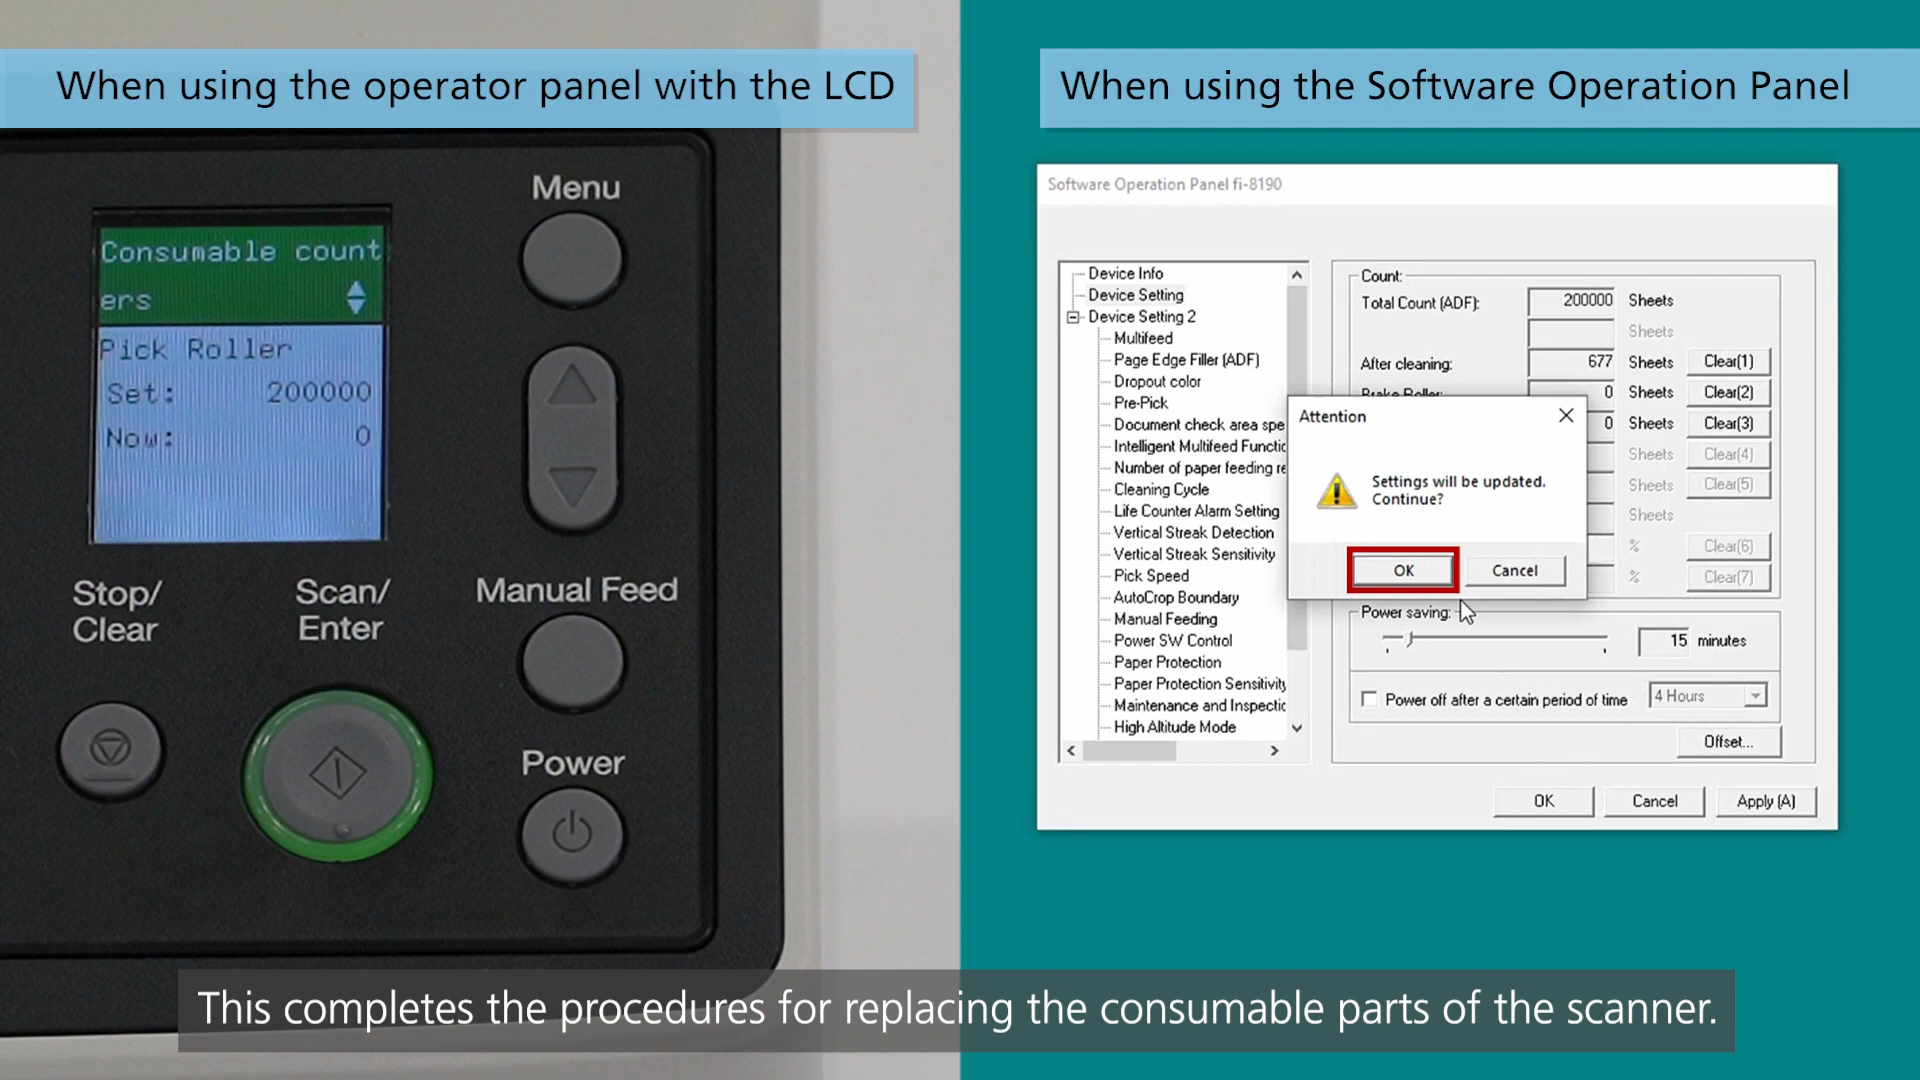 When using the operator panel with the LCD
Consumable count
ers
Pick Roller
Set: 200000
Now: 0
Menu
Stop/
Clear
Scan/
Enter
Manual Feed
Power
When using the Software Operation Panel
Software Operation Panel fi-8190
Device Info
Device Setting
Device Setting 2
Multifeed
Page Edge Filler (ADF)
Dropout color
Pre-Pick
Document check area spe
Intelligent Multifeed Functio
Number of paper feeding re
Cleaning Cycle
Life Counter Alarm Setting
Vertical Streak Detection
Vertical Streak Sensitivity
Pick Speed
AutoCrop Boundary
Manual Feeding
Power SW Control
Paper Protection
Paper Protection Sensitivity
Maintenance and Inspectio
High Altitude Mode
Count:
Total Count (ADF): 200000 Sheets
Sheets
After cleaning: 677 Sheets Clear(1)
Brake Roller: 0 Sheets Clear(2)
0 Sheets Clear(3)
Sheets Clear(4)
Sheets Clear(5)
Sheets
% Clear(6)
% Clear(7)
Attention
Settings will be updated.
Continue?
OK Cancel
Power saving:
15 minutes
Power off after a certain period of time 4 Hours
Offset...
OK Cancel Apply (A)
This completes the procedures for replacing the consumable parts of the scanner.